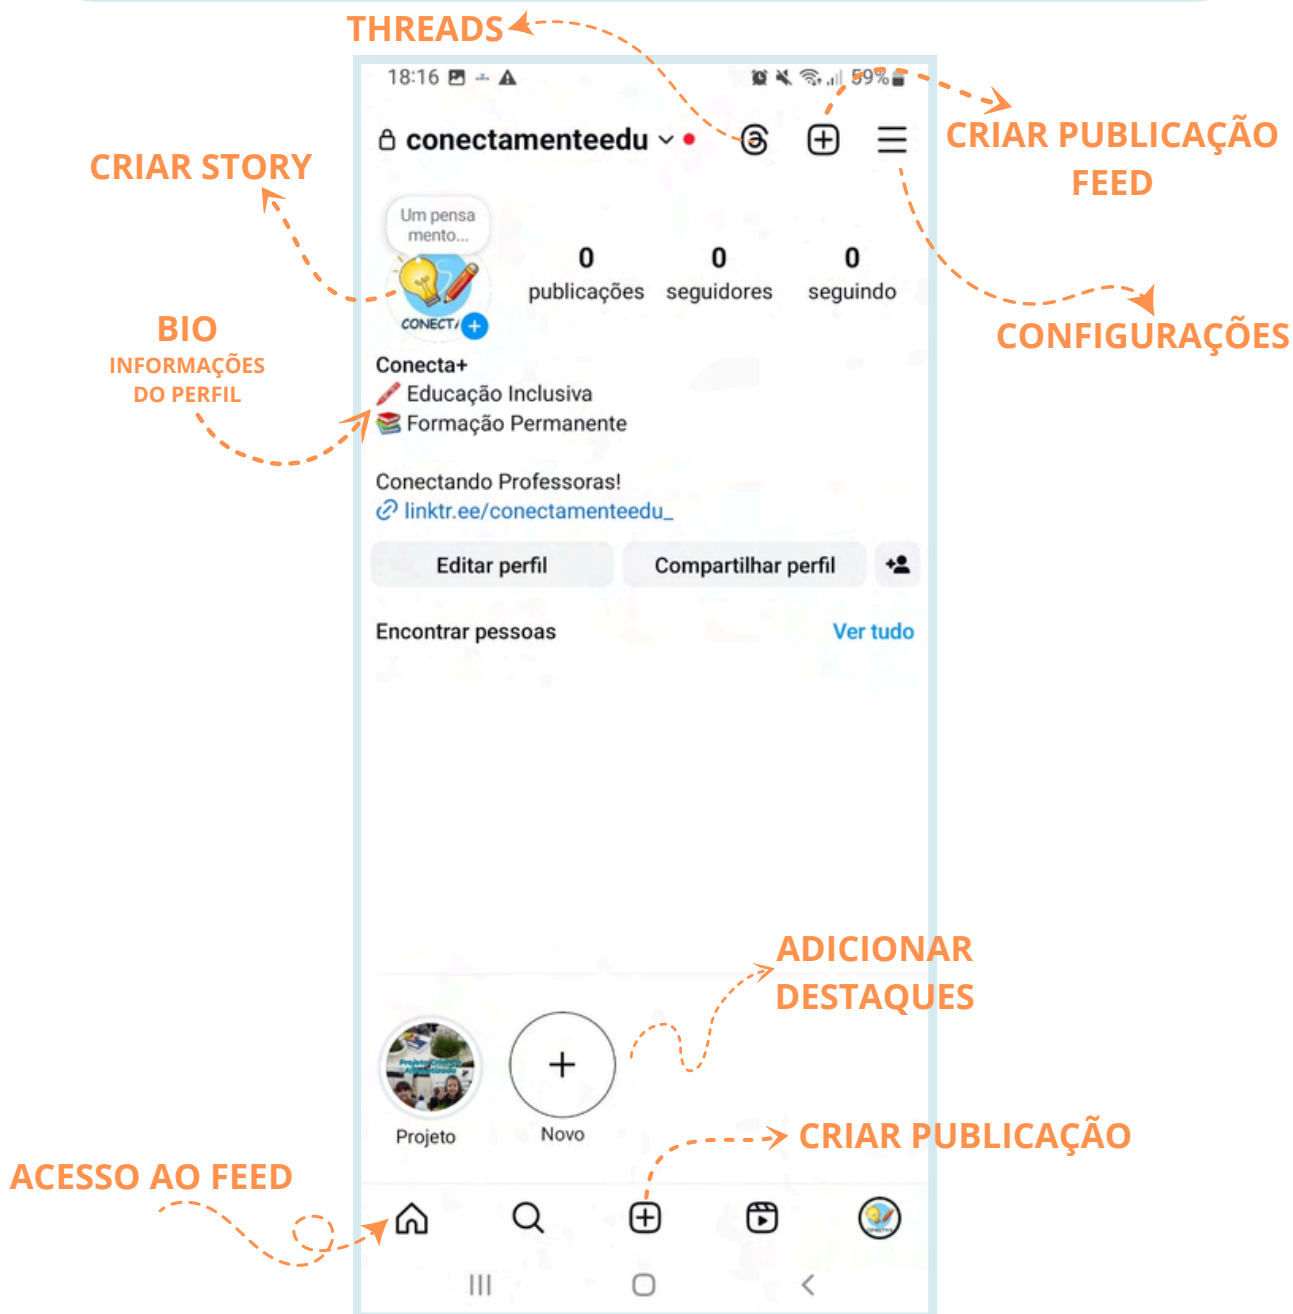 THREADS
18:16
59%
conectamenteedu
CRIAR PUBLICAÇÃO
FEED
CRIAR STORY
Um pensa
mento...
0
0
0
publicações
seguidores
seguindo
CONECTA
BIO
INFORMAÇÕES
DO PERFIL
CONFIGURAÇÕES
Conecta+
Educação Inclusiva
Formação Permanente
Conectando Professoras!
linktr.ee/conectamenteedu_
Editar perfil
Compartilhar perfil
Encontrar pessoas
Ver tudo
ADICIONAR
DESTAQUES
Projeto
Novo
CRIAR PUBLICAÇÃO
ACESSO AO FEED